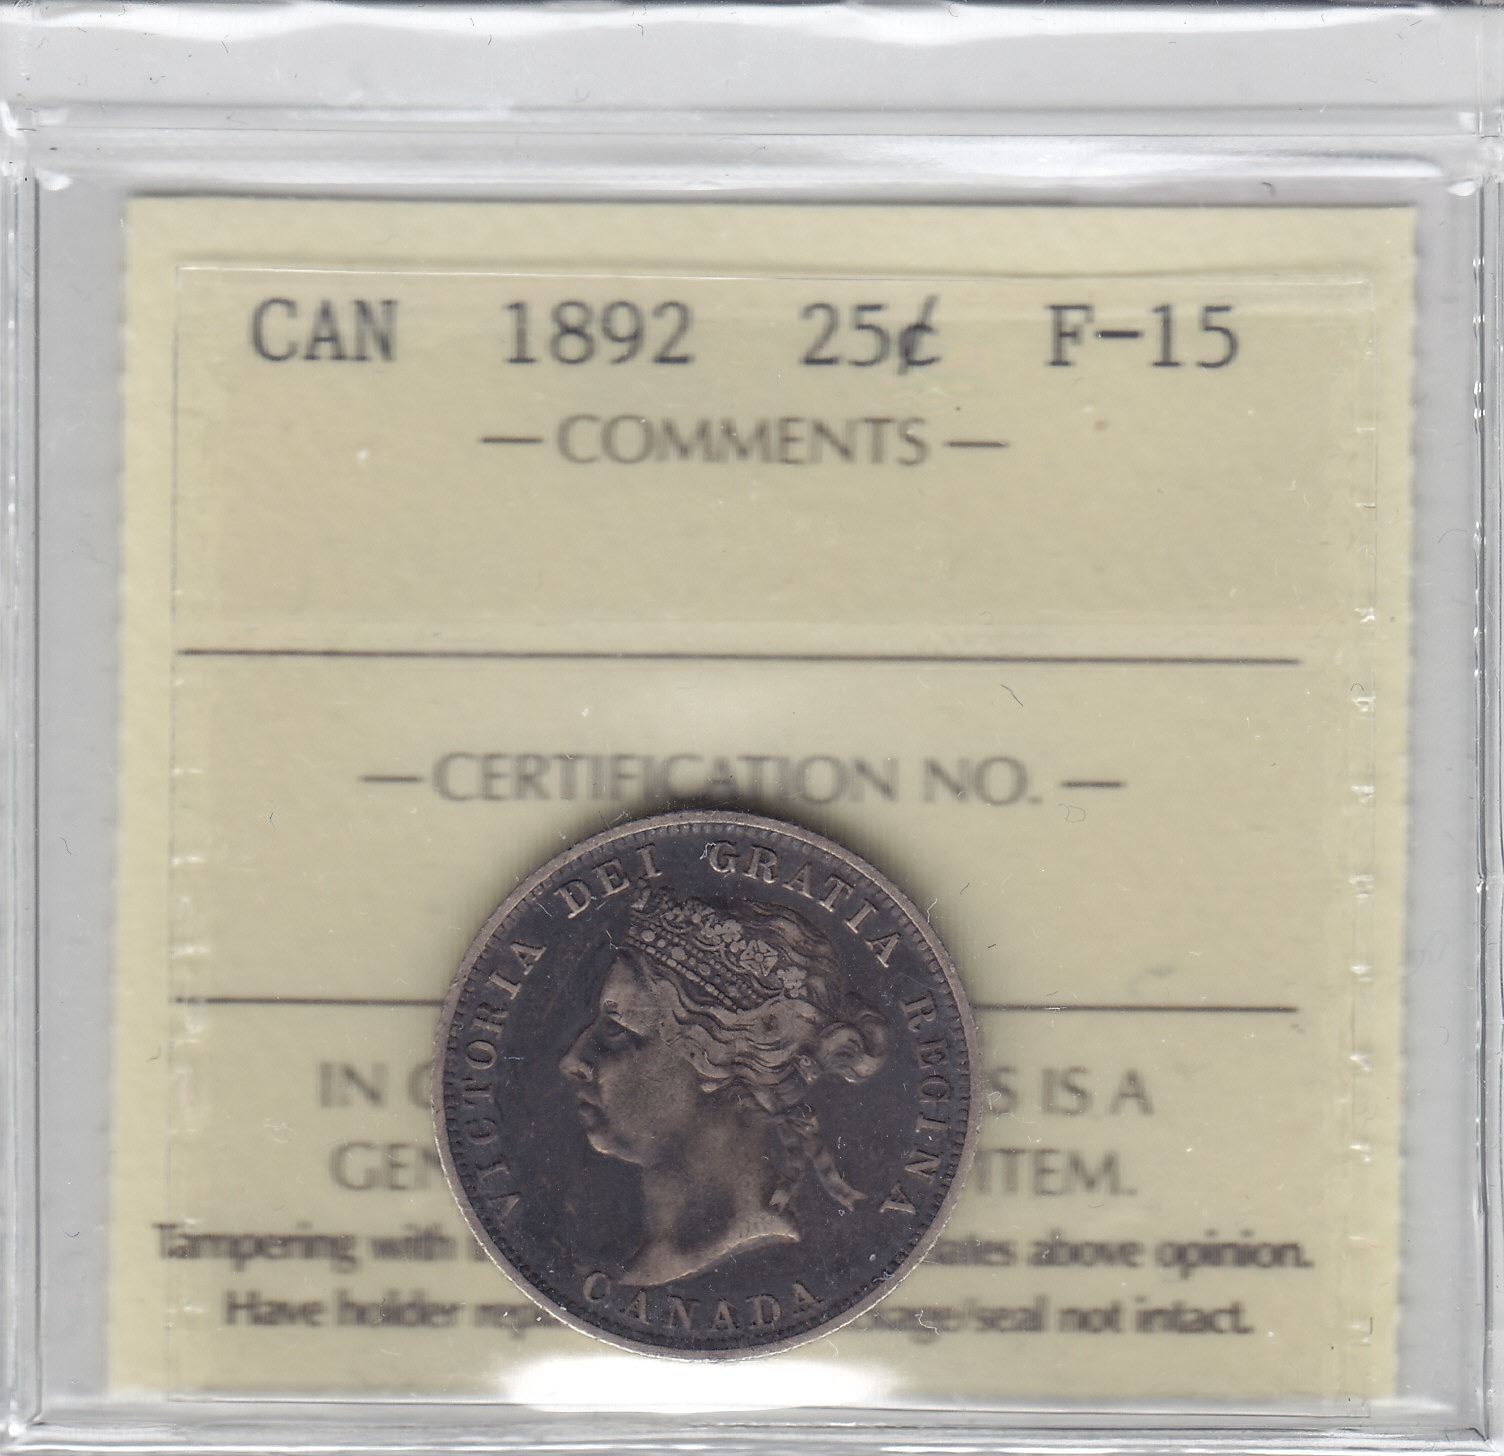 CAN 1892 25¢ F-15
— COMMENTS —
— CERTIFICATION NO. —
VICTORIA DEI GRATIA REGINA
CANADA
IN S IS A
GEN ITEM.
Tampering with above opinion.
Have holder /seal not intact.